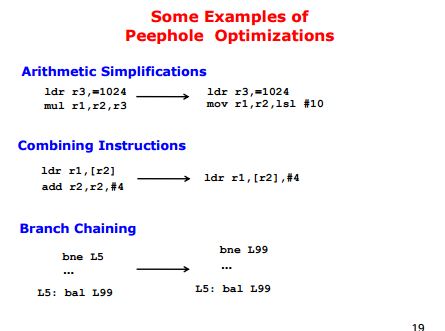 Some Examples of
Peephole Optimizations
Arithmetic Simplifications
ldr r3,=1024
mul r1,r2,r3
ldr r3,=1024
mov r1,r2,lsl #10
Combining Instructions
ldr r1,[r2]
add r2,r2,#4
ldr r1,[r2],#4
Branch Chaining
bne L5
...
L5: bal L99
bne L99
...
L5: bal L99
19